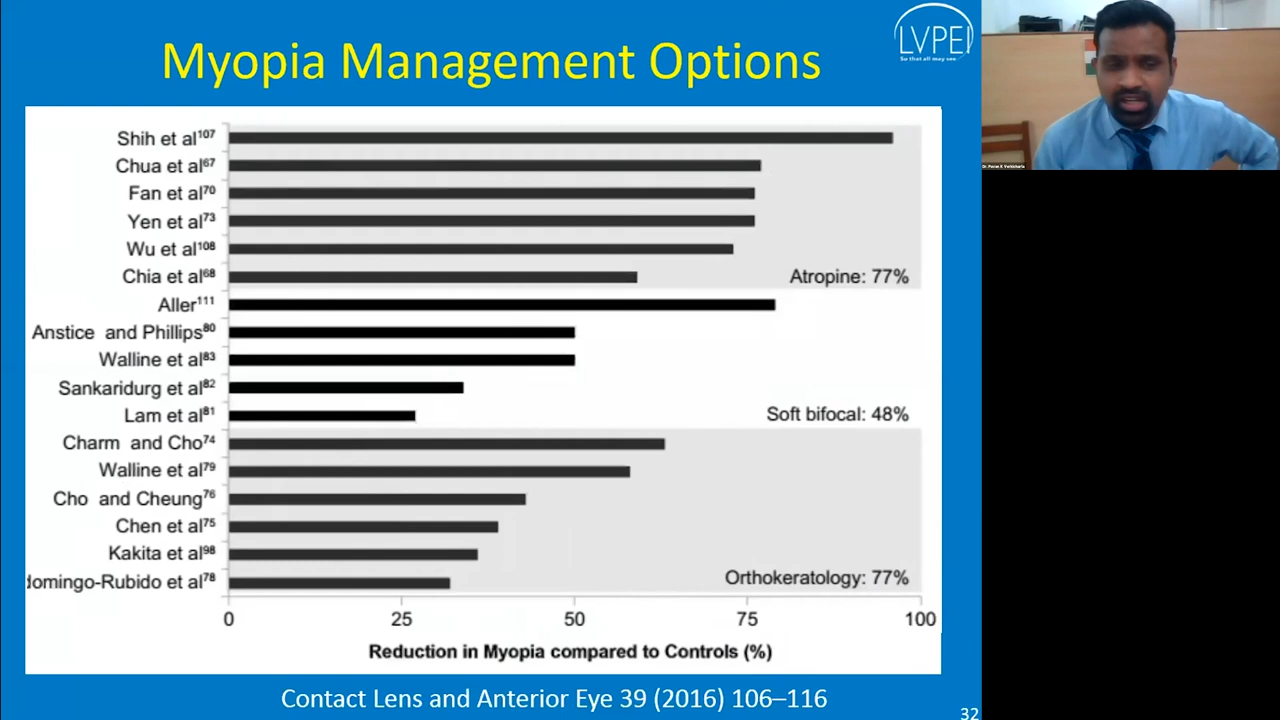 Myopia Management Options
LVPEI
So that all may see
Shih et al¹⁰⁷
Chua et al⁶⁷
Fan et al⁷⁰
Yen et al⁷³
Wu et al¹⁰⁸
Chia et al⁶⁸
Atropine: 77%
Aller¹¹¹
Anstice and Phillips⁸⁰
Walline et al⁸³
Sankaridurg et al⁸²
Lam et al⁸¹
Soft bifocal: 48%
Charm and Cho⁷⁴
Walline et al⁷⁹
Cho and Cheung⁷⁶
Chen et al⁷⁵
Kakita et al⁹⁸
domingo-Rubido et al⁷⁸
Orthokeratology: 77%
0 25 50 75 100
Reduction in Myopia compared to Controls (%)
Contact Lens and Anterior Eye 39 (2016) 106–116
32